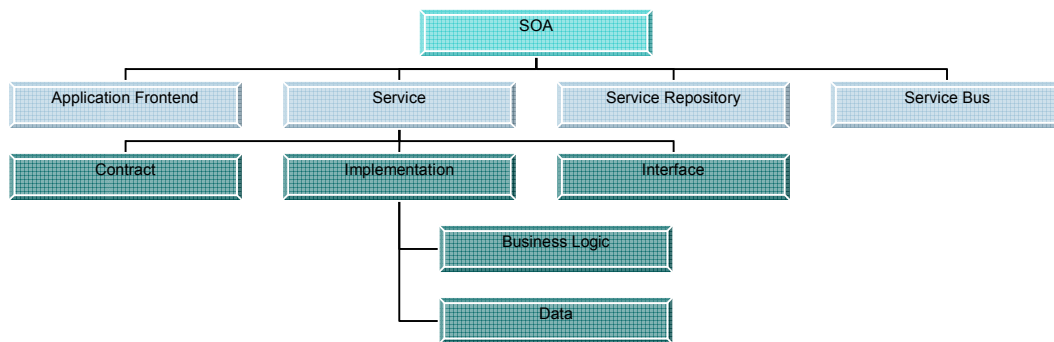 SOA
Application Frontend
Service
Service Repository
Service Bus
Contract
Implementation
Interface
Business Logic
Data